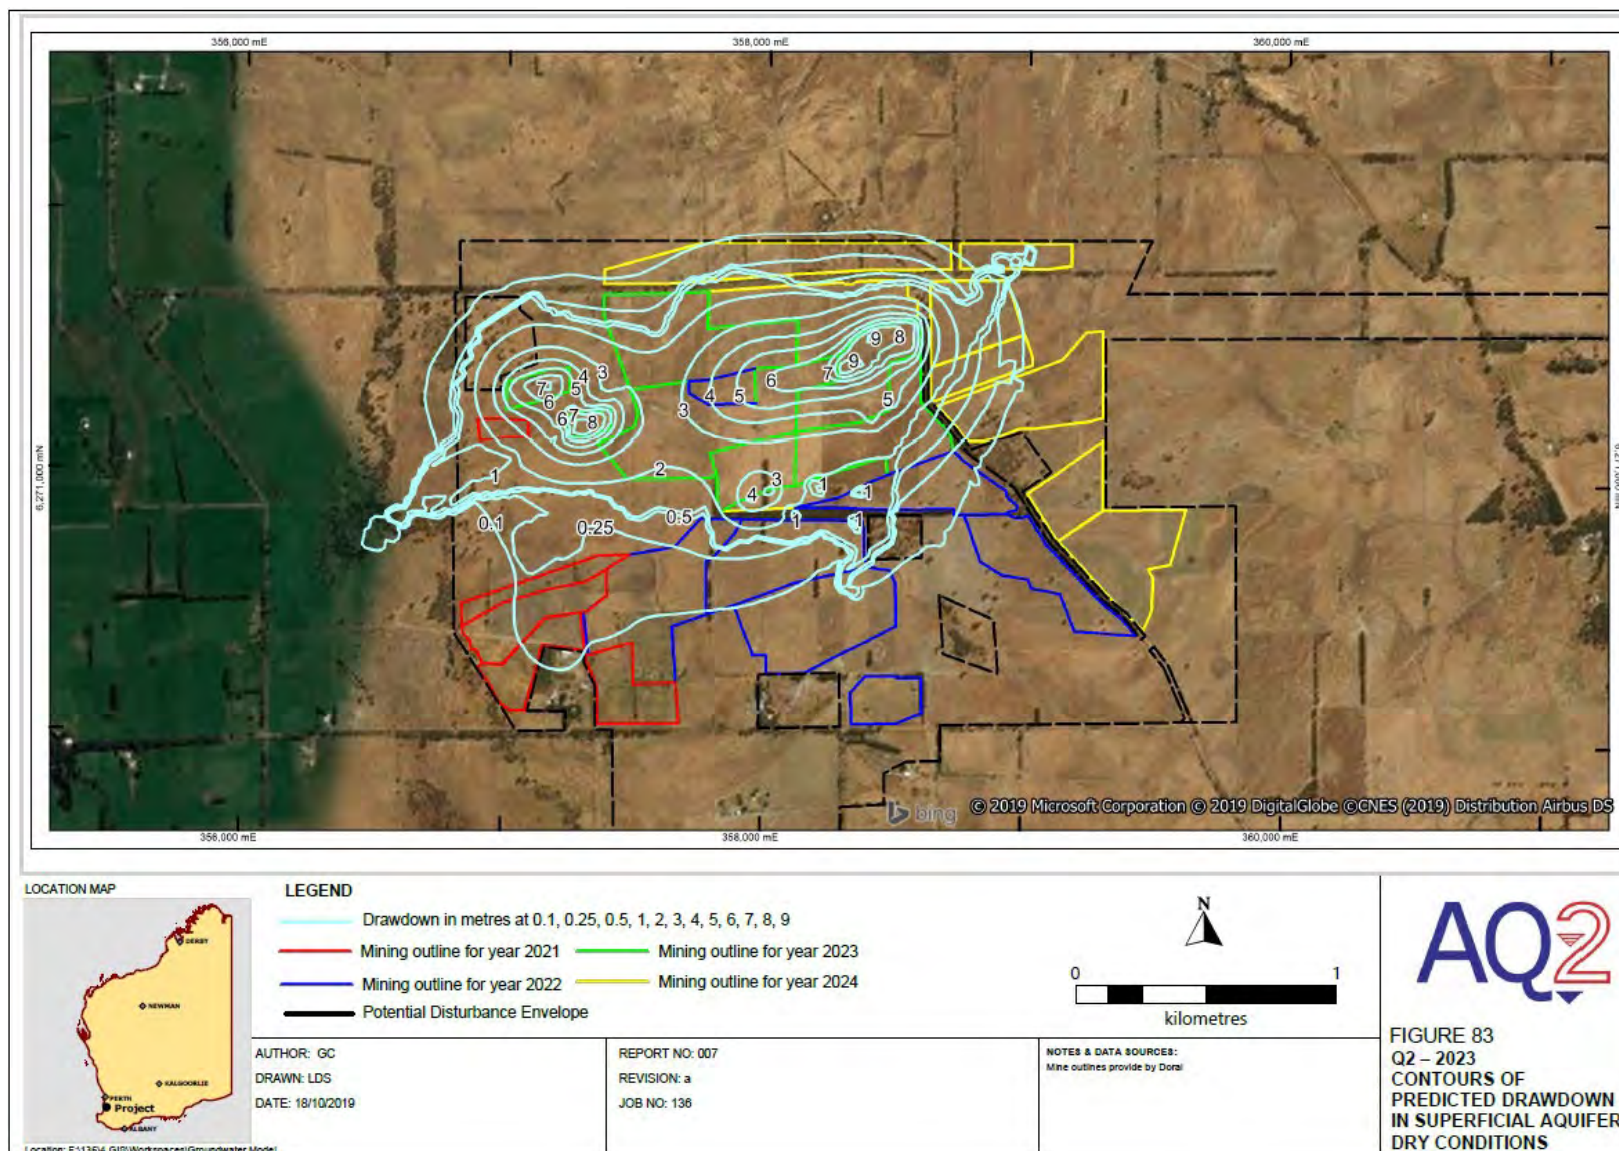 356,000 mE
358,000 mE
360,000 mE
6,271,000 mN
9
8
9
7
6
5
4
3
5
3
4
5
7
6
6
7
8
2
1
3
4
1
1
0.1
0.25
0.5
1
1
bing
© 2019 Microsoft Corporation © 2019 DigitalGlobe ©CNES (2019) Distribution Airbus DS
356,000 mE
358,000 mE
360,000 mE
LOCATION MAP
DERBY
NEWMAN
KALGOORLIE
PERTH
Project
ALBANY
LEGEND
Drawdown in metres at 0.1, 0.25, 0.5, 1, 2, 3, 4, 5, 6, 7, 8, 9
Mining outline for year 2021
Mining outline for year 2023
Mining outline for year 2022
Mining outline for year 2024
Potential Disturbance Envelope
N
0
1
kilometres
AUTHOR: GC
DRAWN: LDS
DATE: 18/10/2019
REPORT NO: 007
REVISION: a
JOB NO: 136
NOTES & DATA SOURCES:
Mine outlines provide by Doral
AQ2
FIGURE 83
Q2 – 2023
CONTOURS OF
PREDICTED DRAWDOWN
IN SUPERFICIAL AQUIFER
DRY CONDITIONS